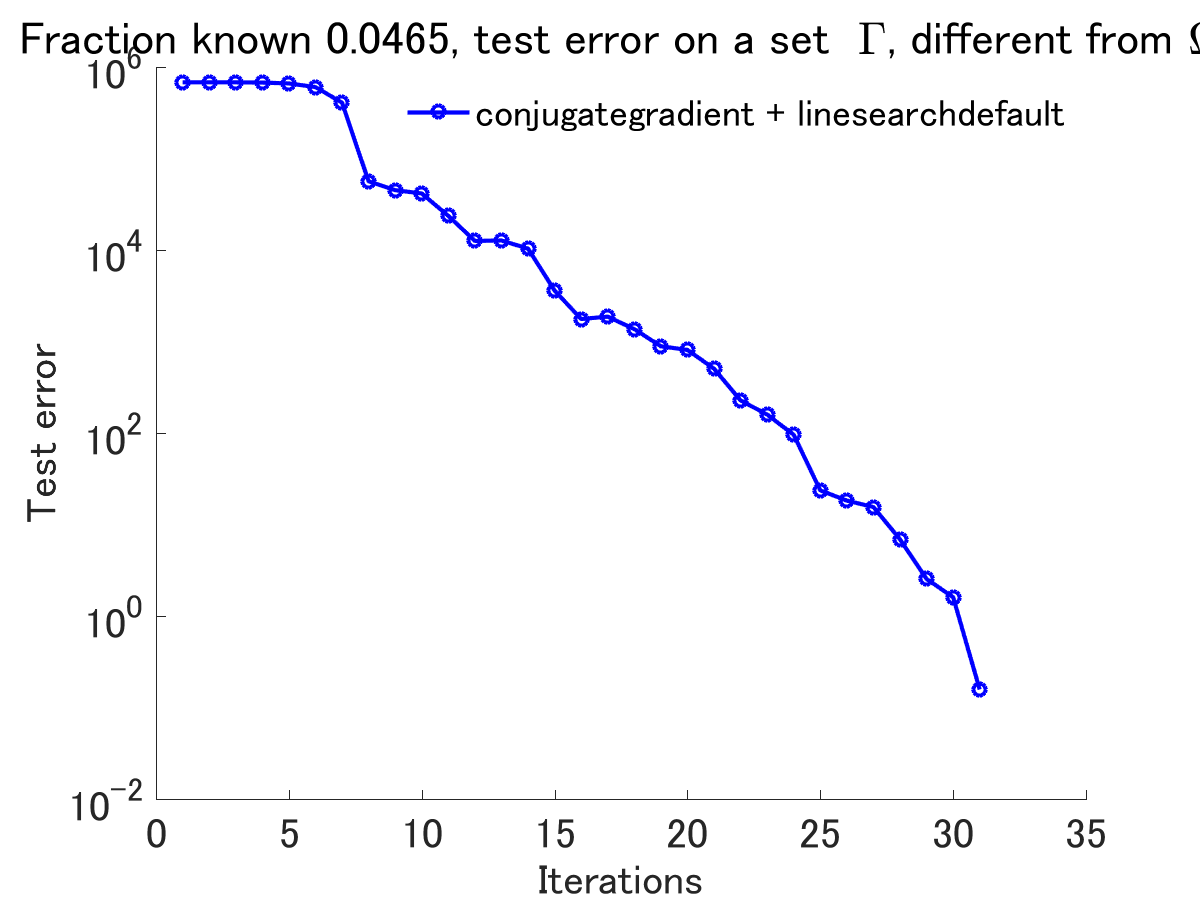 Fraction known 0.0465, test error on a set Γ, different from Ω
10^6
conjugategradient + linesearchdefault
10^4
10^2
10^0
10^-2
Test error
0 5 10 15 20 25 30 35
Iterations